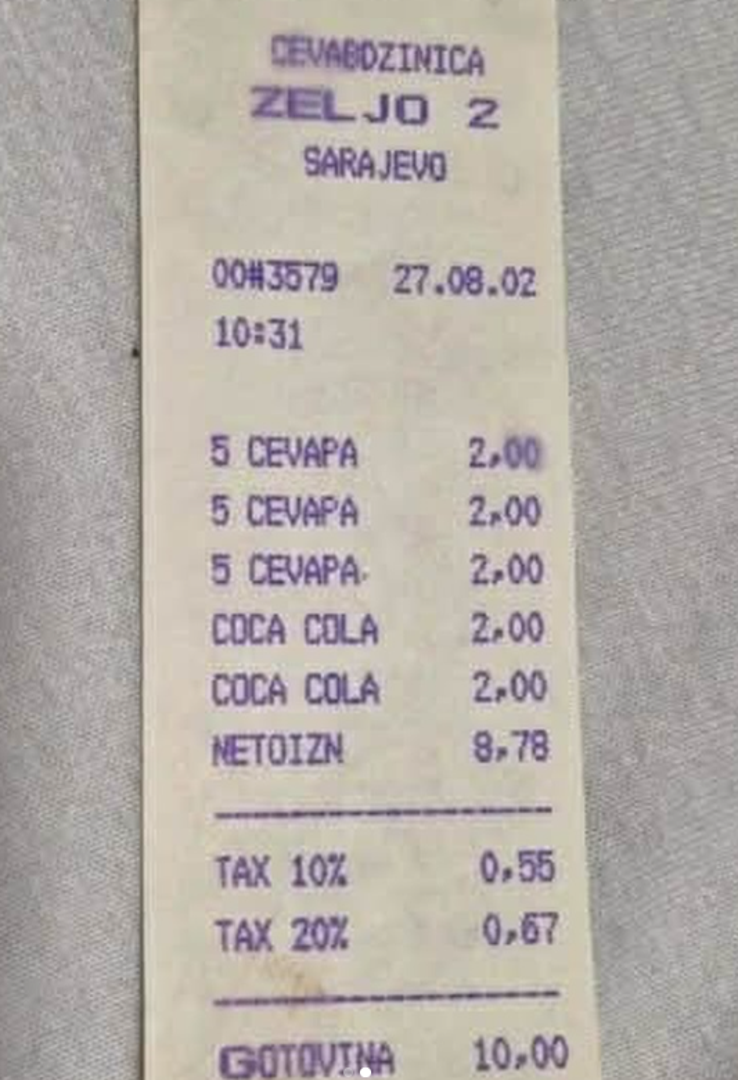 CEVABDZINICA
ZELJO 2
SARAJEVO
00#3579 27.08.02
10:31
5 CEVAPA 2,00
5 CEVAPA 2,00
5 CEVAPA 2,00
COCA COLA 2,00
COCA COLA 2,00
NETOIZN 8,78
TAX 10% 0,55
TAX 20% 0,67
GOTOVINA 10,00